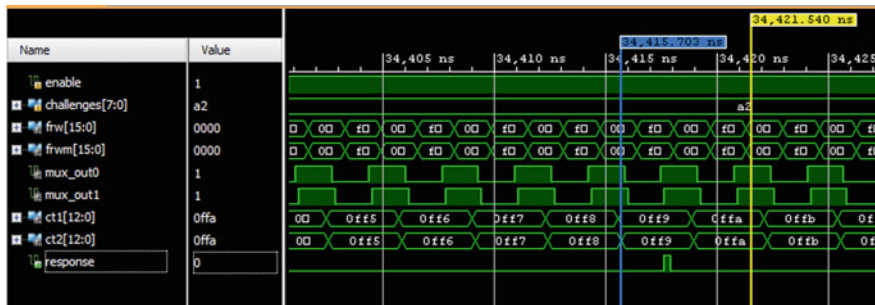 34,421.540 ns
34,415.703 ns
Name Value
34,405 ns 34,410 ns 34,415 ns 34,420 ns 34,425
enable 1
challenges[7:0] a2 a2
frw[15:0] 0000 00 f0 00 f0 00 f0 00 f0 00 f0 00 f0 00 f0 00
frwm[15:0] 0000 00 f0 00 f0 00 f0 00 f0 00 f0 00 f0 00 f0 00
mux_out0 1
mux_out1 1
ct1[12:0] 0ffa 00 0ff5 0ff6 0ff7 0ff8 0ff9 0ffa 0ffb 0f
ct2[12:0] 0ffa 00 0ff5 0ff6 0ff7 0ff8 0ff9 0ffa 0ffb 0f
response 0